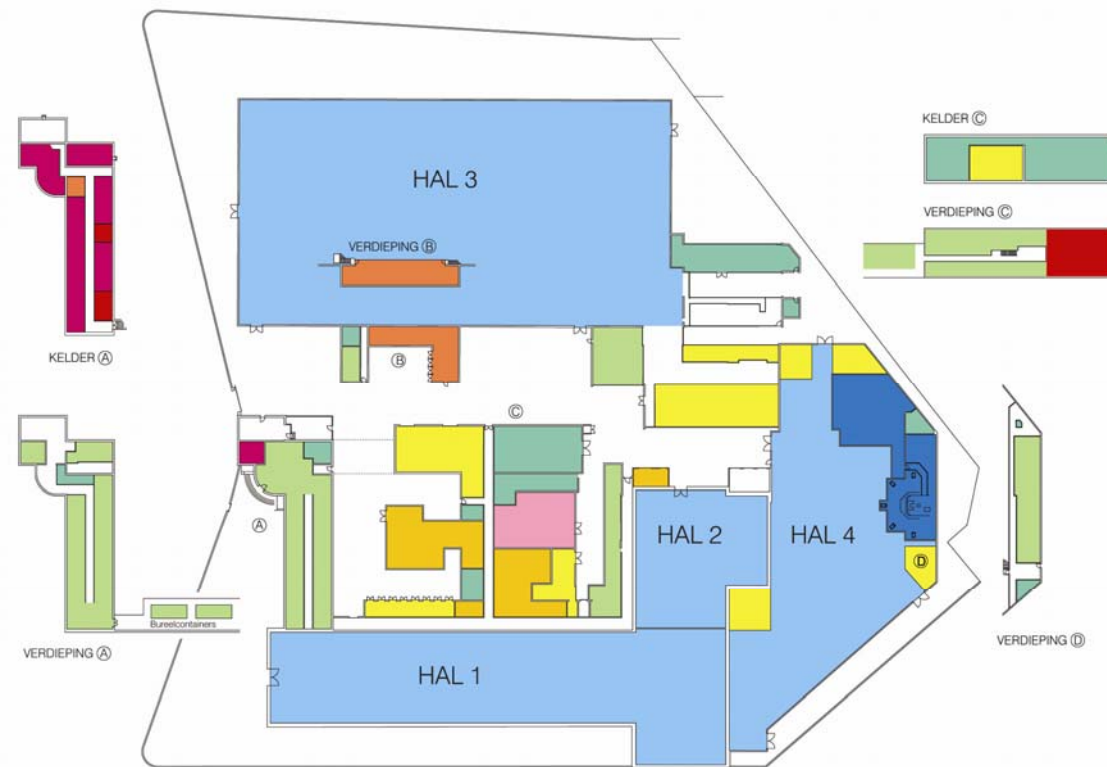 KELDER Ⓒ
HAL 3
VERDIEPING Ⓒ
VERDIEPING Ⓑ
KELDER Ⓐ
Ⓑ
Ⓒ
Ⓐ
HAL 2
HAL 4
Ⓓ
Bureelcontainers
VERDIEPING Ⓐ
VERDIEPING Ⓓ
HAL 1